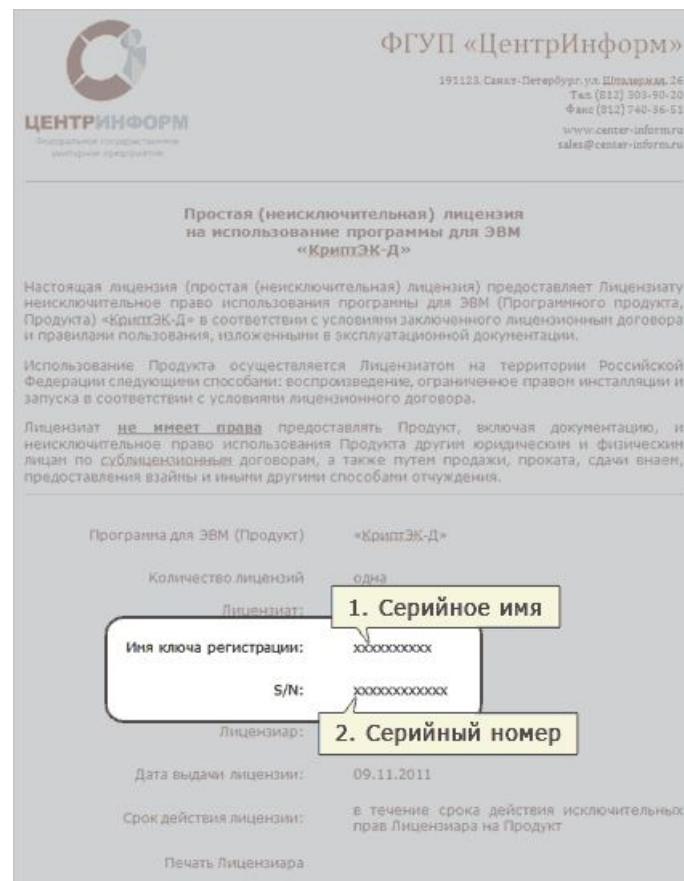 ФГУП «ЦентрИнформ»
191123, Санкт-Петербург, ул. Шпалерная, 26
Тел. (812) 303-90-20
Факс (812) 740-36-51
www.center-inform.ru
sales@center-inform.ru
ЦЕНТРИНФОРМ
Федеральное государственное
унитарное предприятие
Простая (неисключительная) лицензия
на использование программы для ЭВМ
«КриптЭК-Д»
Настоящая лицензия (простая (неисключительная) лицензия) предоставляет Лицензиату
неисключительное право использования программы для ЭВМ (Программного продукта,
Продукта) «КриптЭК-Д» в соответствии с условиями заключенного лицензионным договора
и правилами пользования, изложенными в эксплуатационной документации.
Использование Продукта осуществляется Лицензиатом на территории Российской
Федерации следующими способами: воспроизведение, ограниченное правом инсталляции и
запуска в соответствии с условиями лицензионного договора.
Лицензиат не имеет права предоставлять Продукт, включая документацию, и
неисключительное право использования Продукта другим юридическим и физическим
лицам по сублицензионным договорам, а также путем продажи, проката, сдачи внаем,
предоставления взаймы и иными другими способами отчуждения.
Программа для ЭВМ (Продукт) «КриптЭК-Д»
Количество лицензий одна
Лицензиат:
1. Серийное имя
Имя ключа регистрации: xxxxxxxxxx
S/N: xxxxxxxxxxxx
2. Серийный номер
Лицензиар:
Дата выдачи лицензии: 09.11.2011
Срок действия лицензии: в течение срока действия исключительных
прав Лицензиара на Продукт
Печать Лицензиара